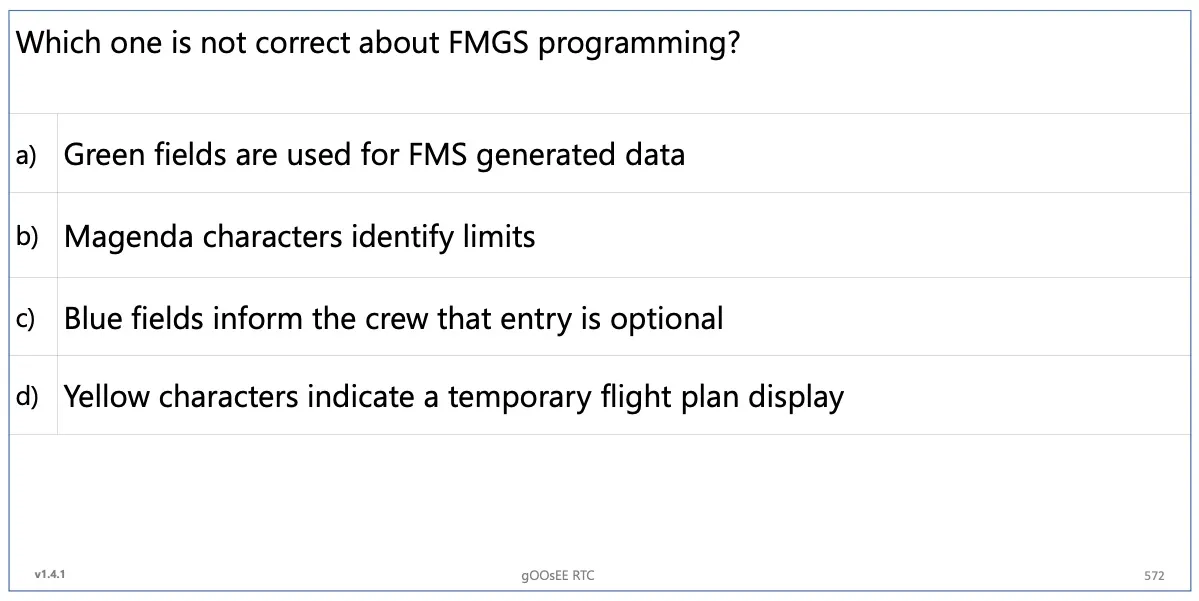 Which one is not correct about FMGS programming?
a) Green fields are used for FMS generated data
b) Magenda characters identify limits
c) Blue fields inform the crew that entry is optional
d) Yellow characters indicate a temporary flight plan display
v1.4.1 gOOsEE RTC 572